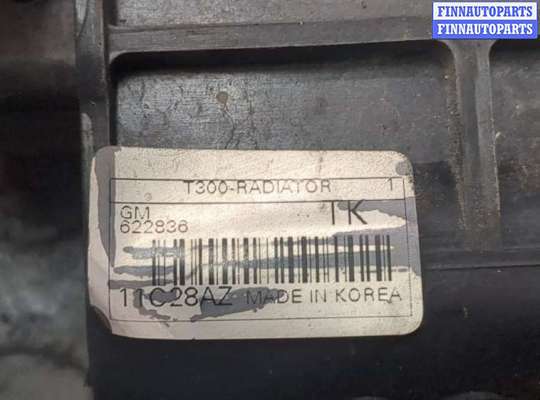 FINNAUTOPARTS
FINNAUTOPARTS
T300-RADIATOR 1
GM TK
622836
11C28AZ MADE IN KOREA